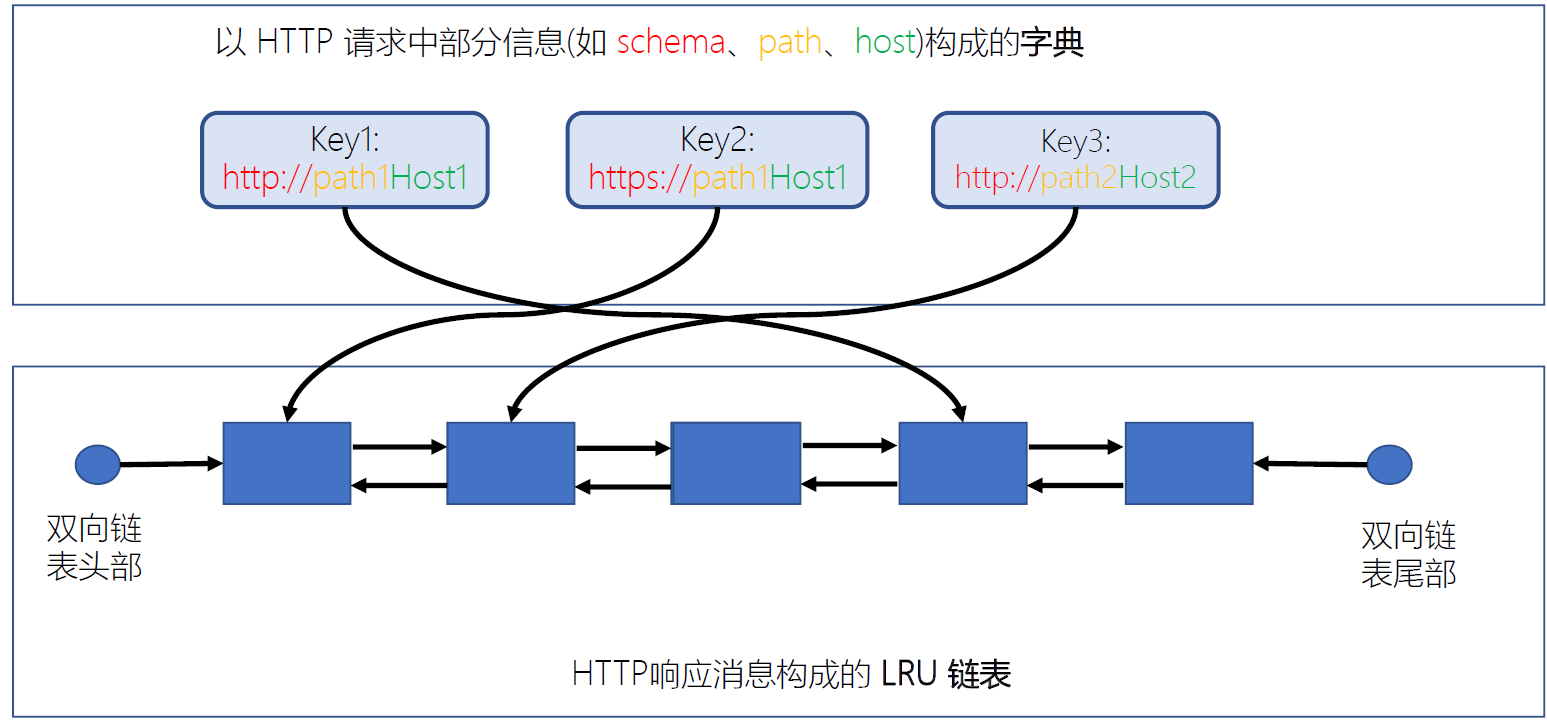 以 HTTP 请求中部分信息(如 schema、path、host)构成的字典
Key1:
http://path1Host1
Key2:
https://path1Host1
Key3:
http://path2Host2
双向链
表头部
双向链
表尾部
HTTP响应消息构成的 LRU 链表